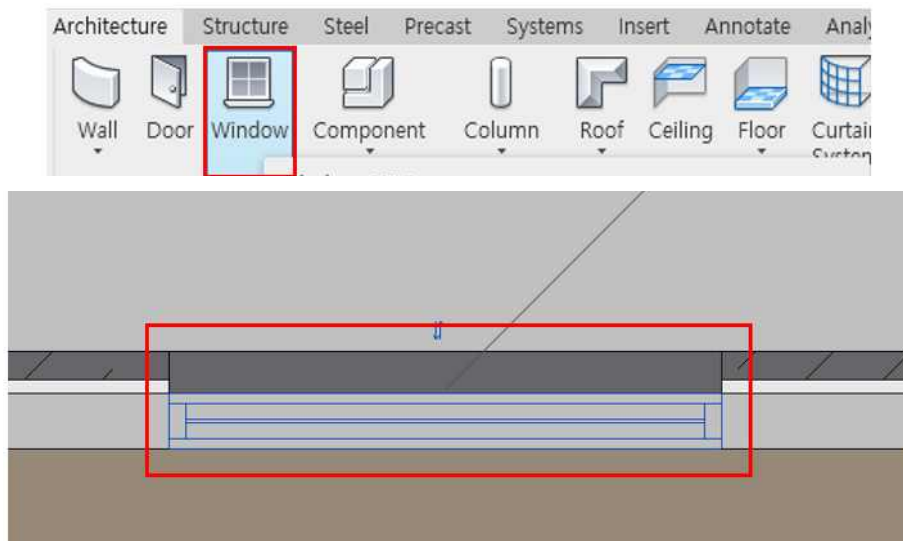 Architecture Structure Steel Precast Systems Insert Annotate
Wall Door Window Component Column Roof Ceiling Floor